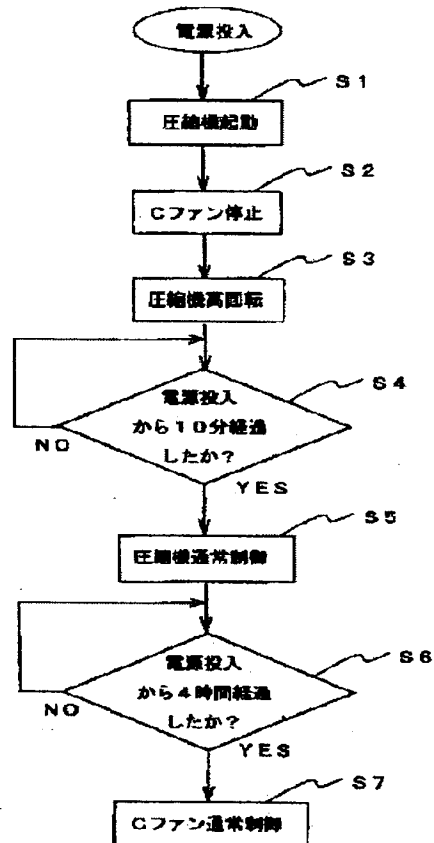 電源投入
S1
圧縮機起動
S2
Cファン停止
S3
圧縮機高回転
S4
電源投入
から10分経過
したか?
NO
YES
S5
圧縮機通常制御
S6
電源投入
から4時間経過
したか?
NO
YES
S7
Cファン通常制御